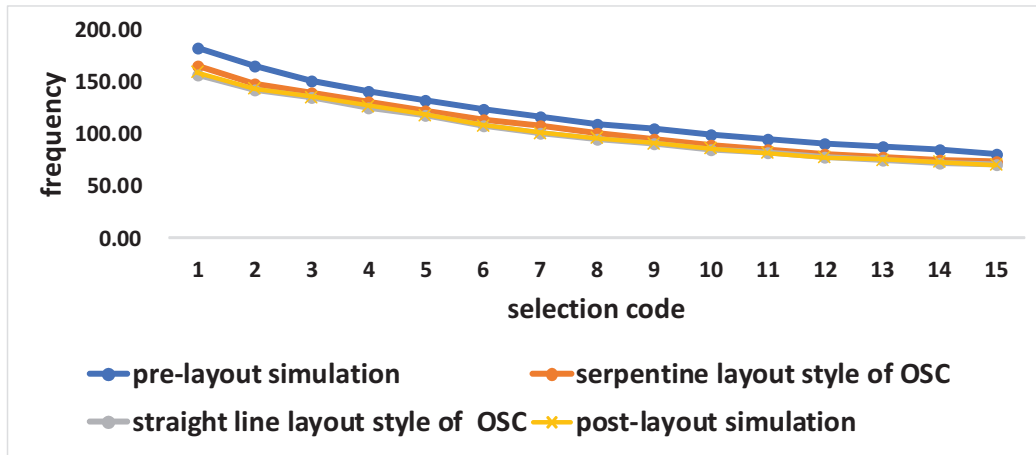 200.00
150.00
100.00
50.00
0.00
frequency
1 2 3 4 5 6 7 8 9 10 11 12 13 14 15
selection code
pre-layout simulation
serpentine layout style of OSC
straight line layout style of OSC
post-layout simulation